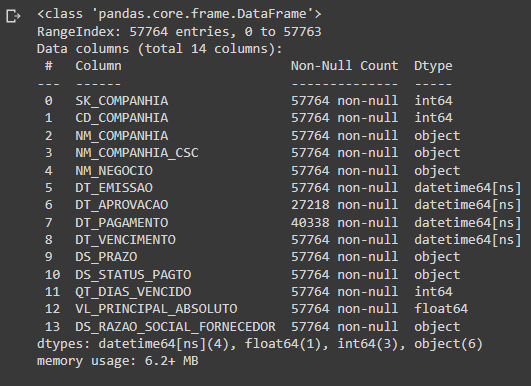 <class 'pandas.core.frame.DataFrame'>
RangeIndex: 57764 entries, 0 to 57763
Data columns (total 14 columns):
 #   Column                    Non-Null Count  Dtype
---  ------                    --------------  -----
 0   SK_COMPANHIA              57764 non-null  int64
 1   CD_COMPANHIA              57764 non-null  int64
 2   NM_COMPANHIA              57764 non-null  object
 3   NM_COMPANHIA_CSC          57764 non-null  object
 4   NM_NEGOCIO                57764 non-null  object
 5   DT_EMISSAO                57764 non-null  datetime64[ns]
 6   DT_APROVACAO              27218 non-null  datetime64[ns]
 7   DT_PAGAMENTO              40338 non-null  datetime64[ns]
 8   DT_VENCIMENTO             57764 non-null  datetime64[ns]
 9   DS_PRAZO                  57764 non-null  object
 10  DS_STATUS_PAGTO           57764 non-null  object
 11  QT_DIAS_VENCIDO           57764 non-null  int64
 12  VL_PRINCIPAL_ABSOLUTO     57764 non-null  float64
 13  DS_RAZAO_SOCIAL_FORNECEDOR  57764 non-null  object
dtypes: datetime64[ns](4), float64(1), int64(3), object(6)
memory usage: 6.2+ MB